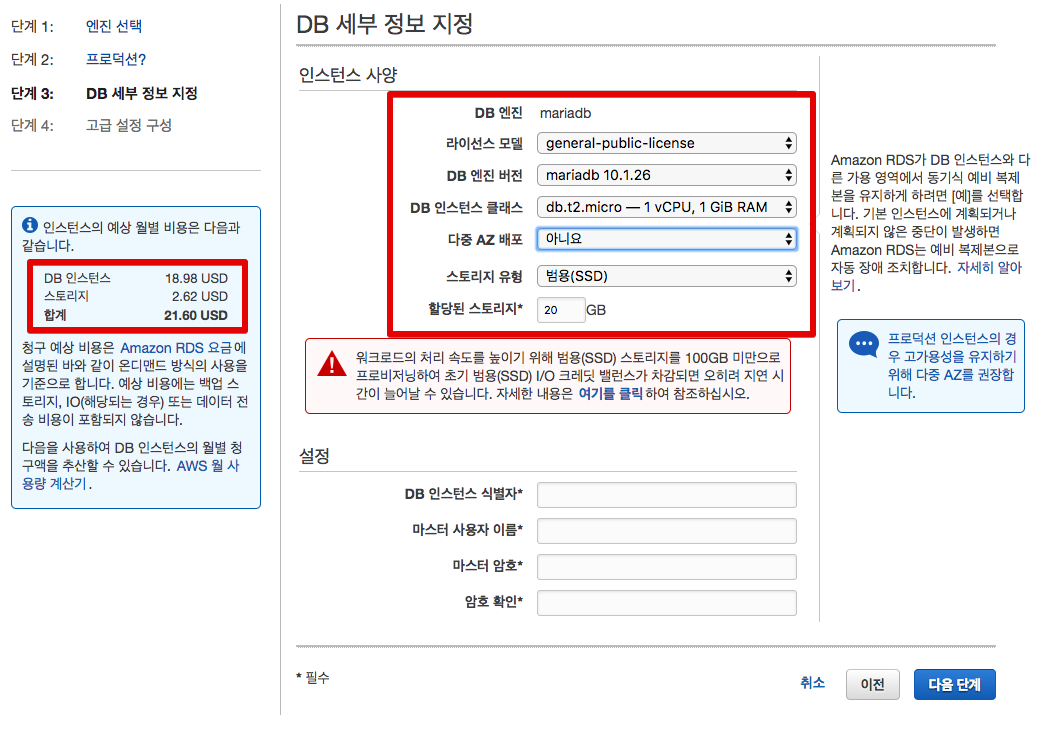 단계 1: 엔진 선택
단계 2: 프로덕션?
단계 3: DB 세부 정보 지정
단계 4: 고급 설정 구성
인스턴스의 예상 월별 비용은 다음과
같습니다.
DB 인스턴스 18.98 USD
스토리지 2.62 USD
합계 21.60 USD
청구 예상 비용은 Amazon RDS 요금에
설명된 바와 같이 온디맨드 방식의 사용을
기준으로 합니다. 예상 비용에는 백업 스
토리지, IO(해당되는 경우) 또는 데이터 전
송 비용이 포함되지 않습니다.
다음을 사용하여 DB 인스턴스의 월별 청
구액을 추산할 수 있습니다. AWS 월 사
용량 계산기.
DB 세부 정보 지정
인스턴스 사양
DB 엔진 mariadb
라이선스 모델 general-public-license
DB 엔진 버전 mariadb 10.1.26
DB 인스턴스 클래스 db.t2.micro — 1 vCPU, 1 GiB RAM
다중 AZ 배포 아니요
스토리지 유형 범용(SSD)
할당된 스토리지* 20 GB
워크로드의 처리 속도를 높이기 위해 범용(SSD) 스토리지를 100GB 미만으로
프로비저닝하여 초기 범용(SSD) I/O 크레딧 밸런스가 차감되면 오히려 지연 시
간이 늘어날 수 있습니다. 자세한 내용은 여기를 클릭하여 참조하십시오.
설정
DB 인스턴스 식별자*
마스터 사용자 이름*
마스터 암호*
암호 확인*
Amazon RDS가 DB 인스턴스와 다
른 가용 영역에서 동기식 예비 복제
본을 유지하게 하려면 [예]를 선택합
니다. 기본 인스턴스에 계획되거나
계획되지 않은 중단이 발생하면
Amazon RDS는 예비 복제본으로
자동 장애 조치합니다. 자세히 알아
보기.
프로덕션 인스턴스의 경
우 고가용성을 유지하기
위해 다중 AZ를 권장합
니다.
* 필수
취소 이전 다음 단계